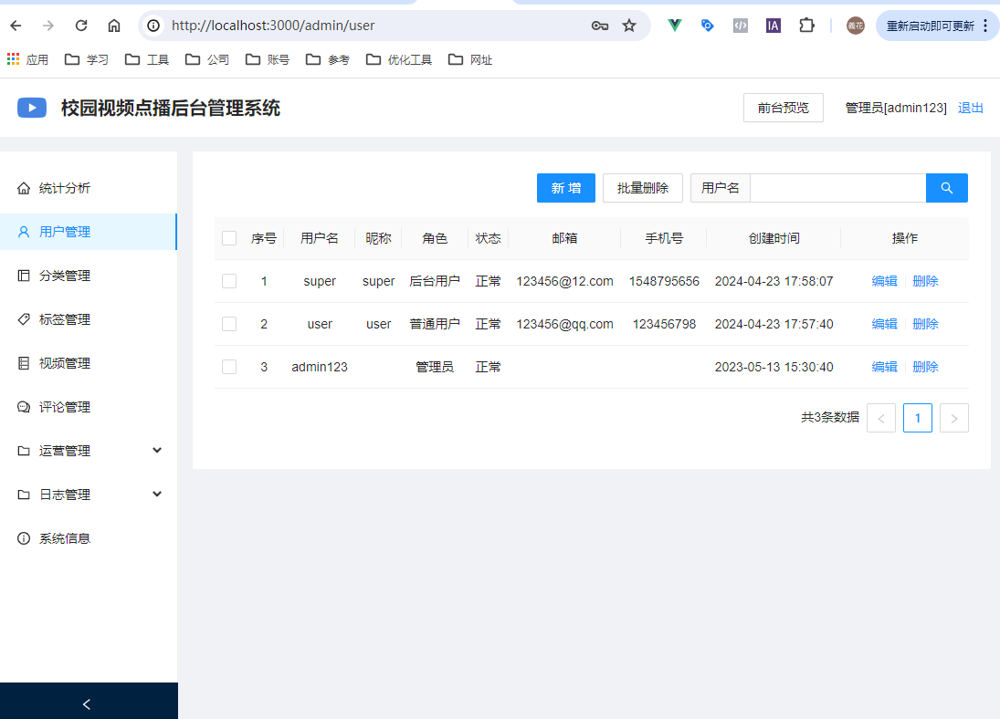 http://localhost:3000/admin/user
IA
義花
重新启动即可更新
应用 学习 工具 公司 账号 参考 优化工具 网址
校园视频点播后台管理系统
前台预览 管理员[admin123] 退出
统计分析
用户管理
分类管理
标签管理
视频管理
评论管理
运营管理
日志管理
系统信息
新 增 批量删除 用户名
序号 用户名 昵称 角色 状态 邮箱 手机号 创建时间 操作
1 super super 后台用户 正常 123456@12.com 1548795656 2024-04-23 17:58:07 编辑 删除
2 user user 普通用户 正常 123456@qq.com 123456798 2024-04-23 17:57:40 编辑 删除
3 admin123 管理员 正常 2023-05-13 15:30:40 编辑 删除
共3条数据 < 1 >